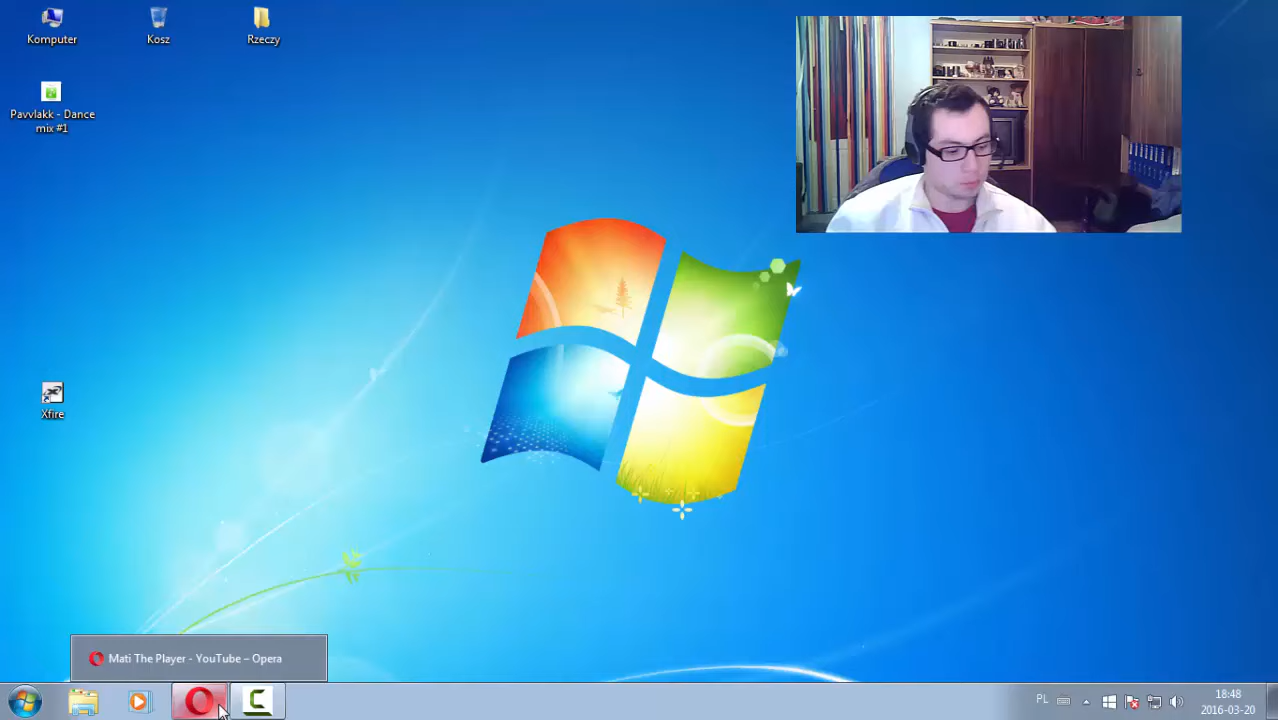 Komputer
Kosz
Rzeczy
Pavvlakk - Dance
mix #1
Xfire
Mati The Player - YouTube – Opera
PL
18:48
2016-03-20